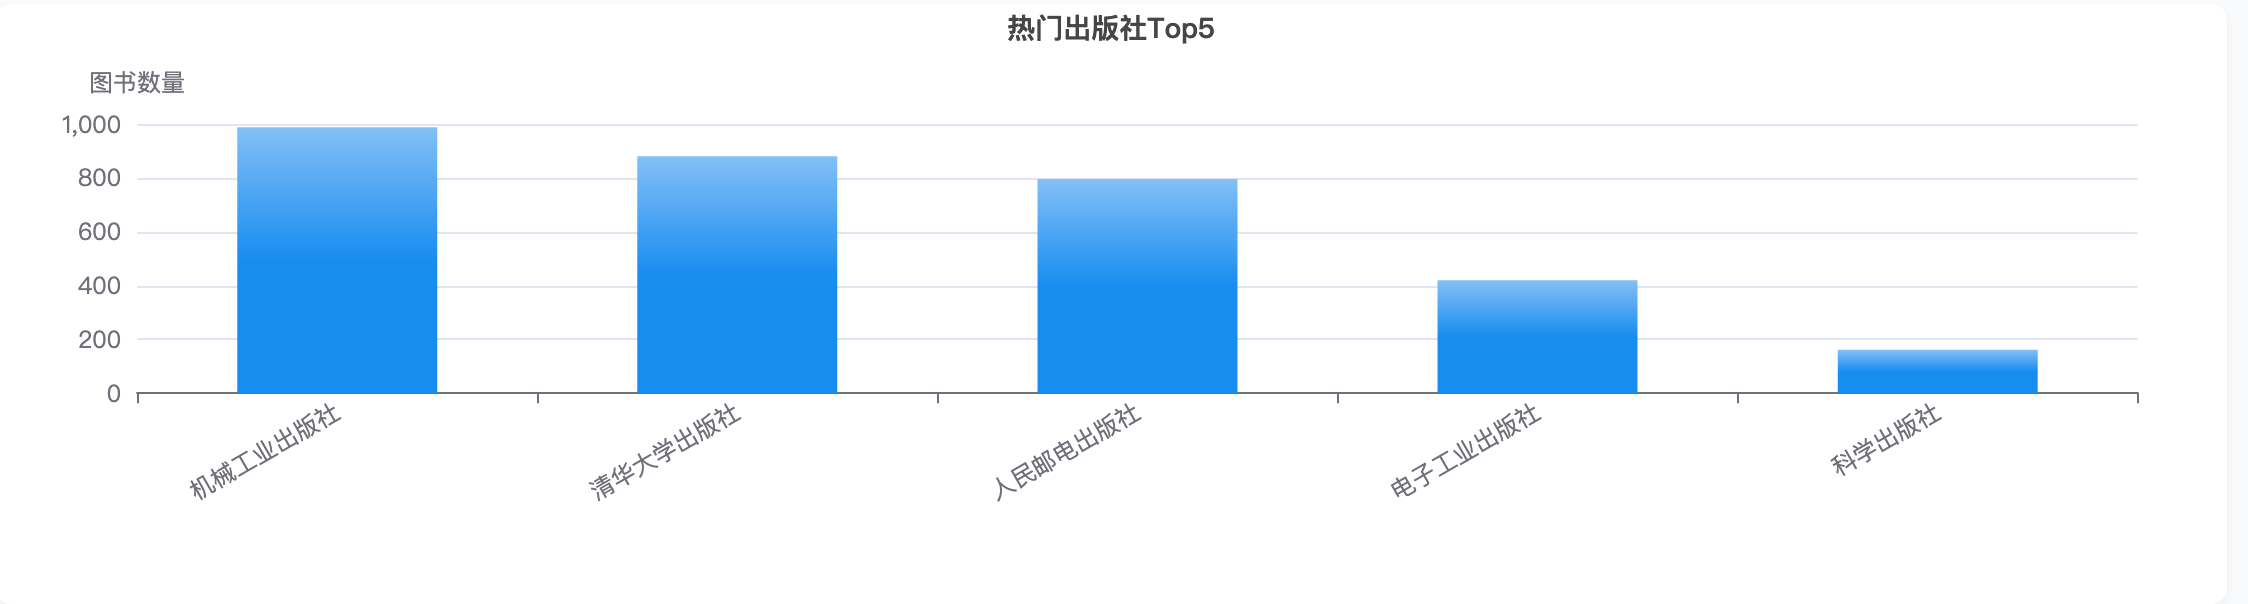 热门出版社Top5
图书数量
1,000
800
600
400
200
0
机械工业出版社
清华大学出版社
人民邮电出版社
电子工业出版社
科学出版社